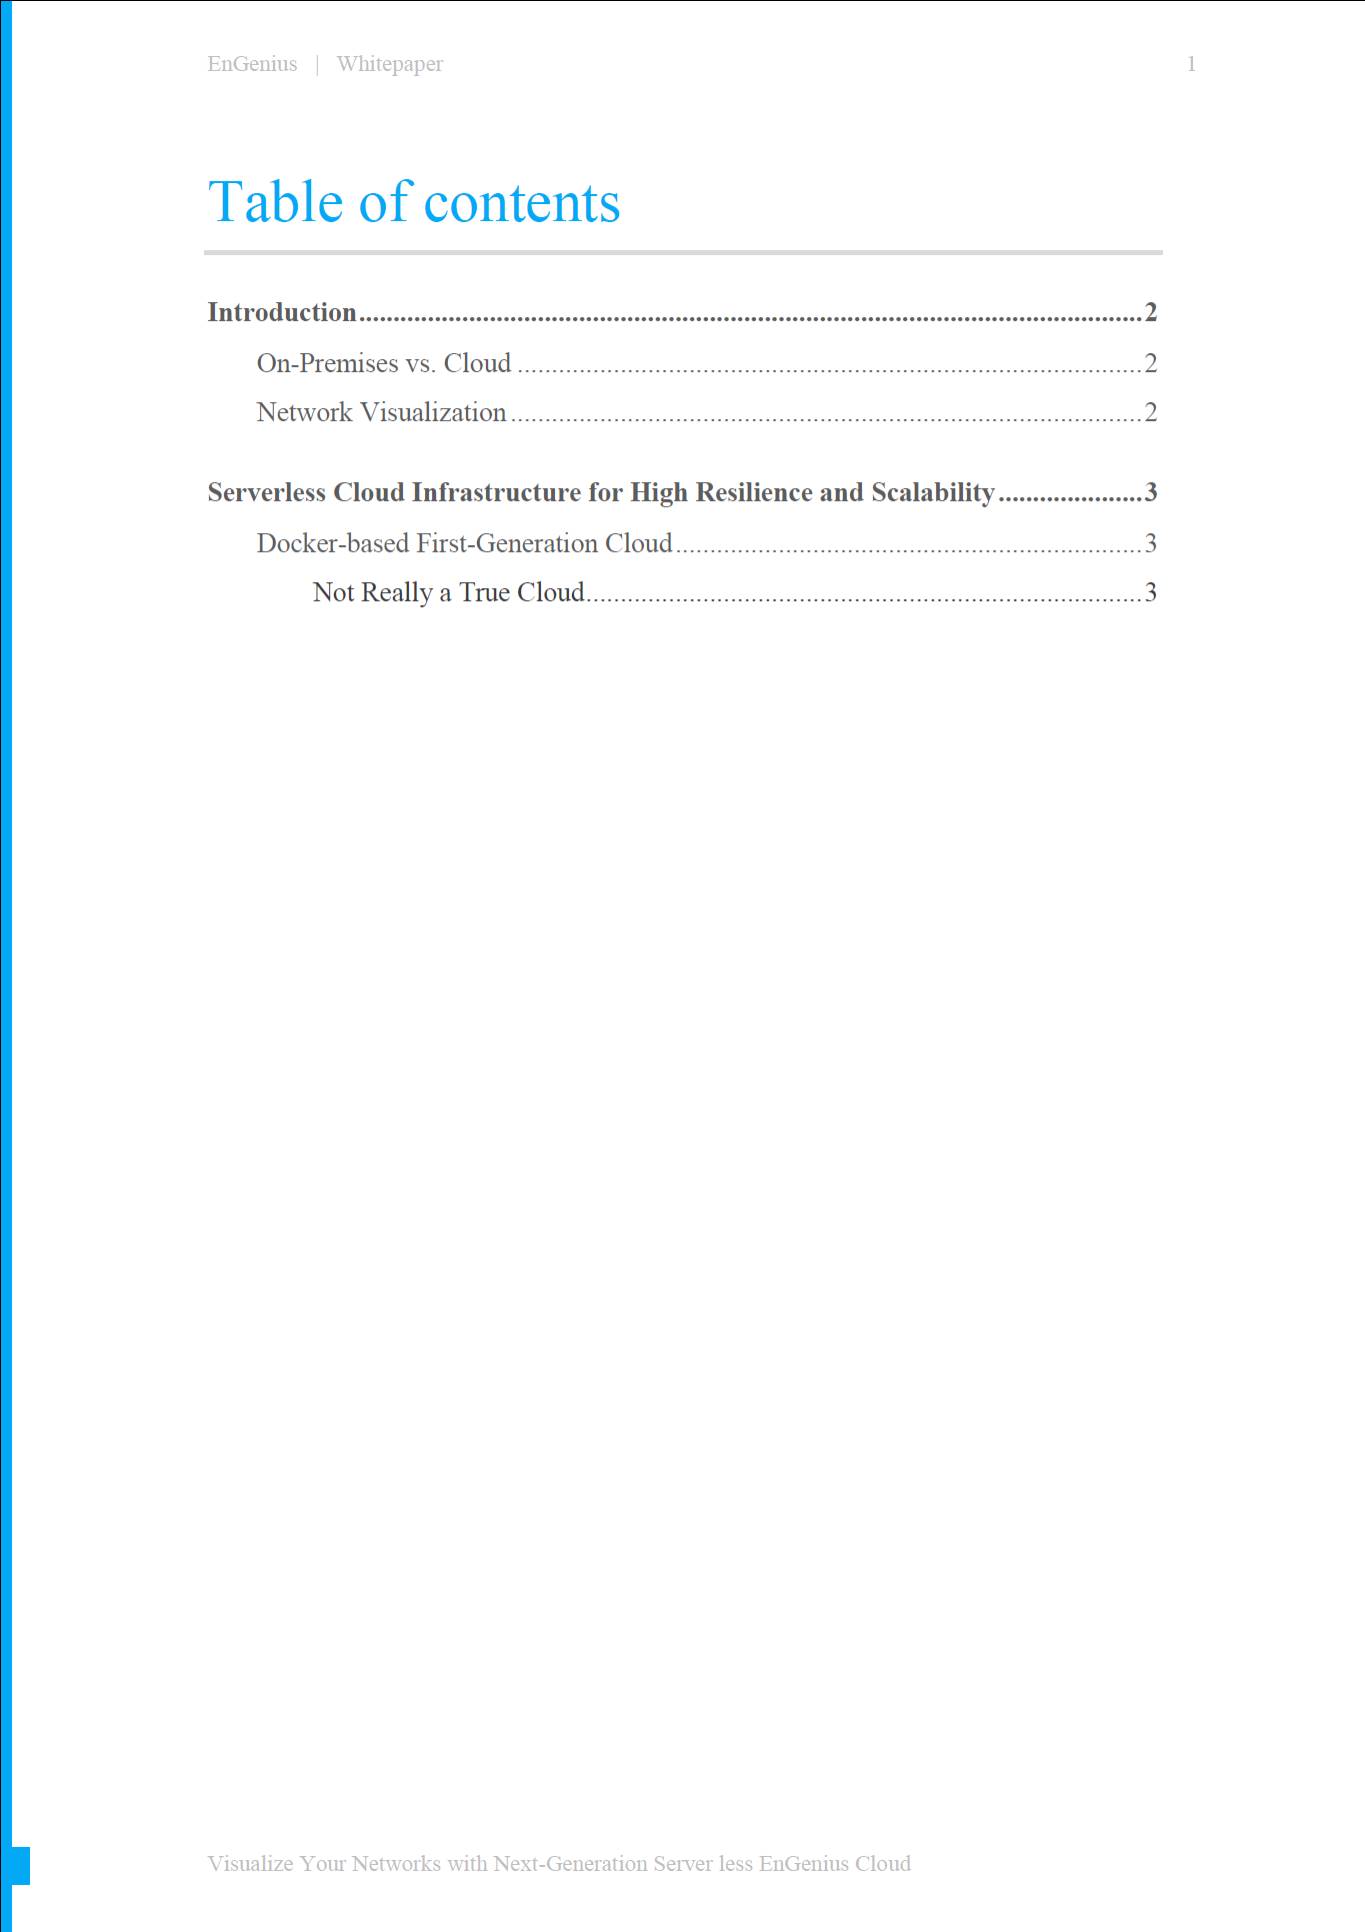 EnGenius | Whitepaper 1
Table of contents
Introduction..................................................................................................................2
On-Premises vs. Cloud ...........................................................................................2
Network Visualization............................................................................................2
Serverless Cloud Infrastructure for High Resilience and Scalability.....................3
Docker-based First-Generation Cloud....................................................................3
Not Really a True Cloud.................................................................................3
Visualize Your Networks with Next-Generation Server less EnGenius Cloud